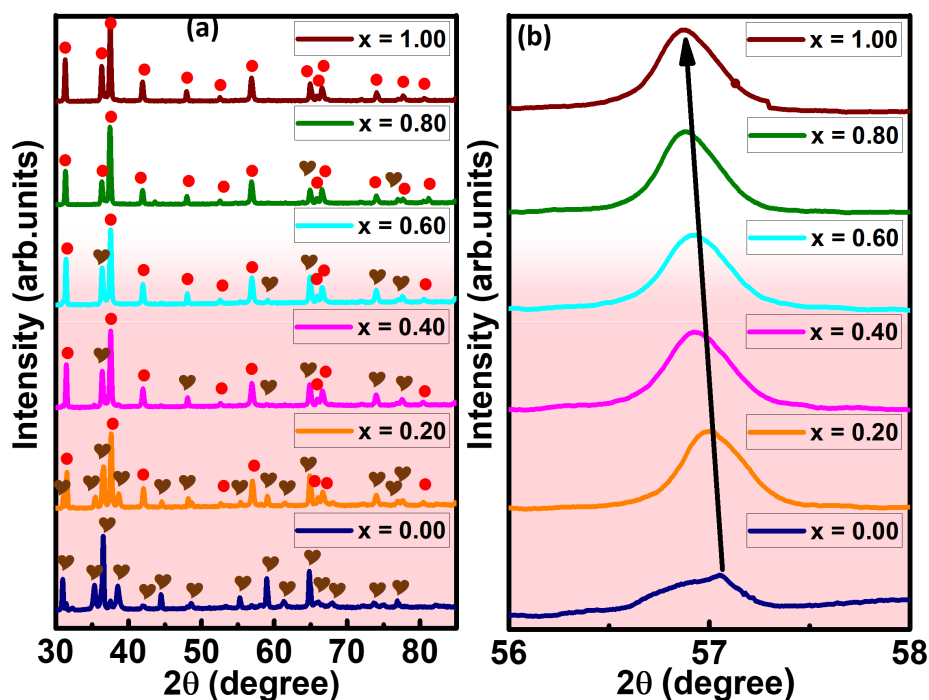 (a)
x = 1.00
x = 0.80
x = 0.60
x = 0.40
x = 0.20
x = 0.00
Intensity (arb.units)
30 40 50 60 70 80
2θ (degree)
(b)
x = 1.00
x = 0.80
x = 0.60
x = 0.40
x = 0.20
x = 0.00
Intensity (arb.units)
56 57 58
2θ (degree)